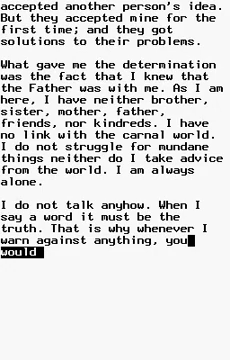 accepted another person's idea.
But they accepted mine for the
first time; and they got
solutions to their problems.
What gave me the determination
was the fact that I knew that
the Father was with me. As I am
here, I have neither brother,
sister, mother, father,
friends, nor kindreds. I have
no link with the carnal world.
I do not struggle for mundane
things neither do I take advice
from the world. I am always
alone.
I do not talk anyhow. When I
say a word it must be the
truth. That is why whenever I
warn against anything, you
would